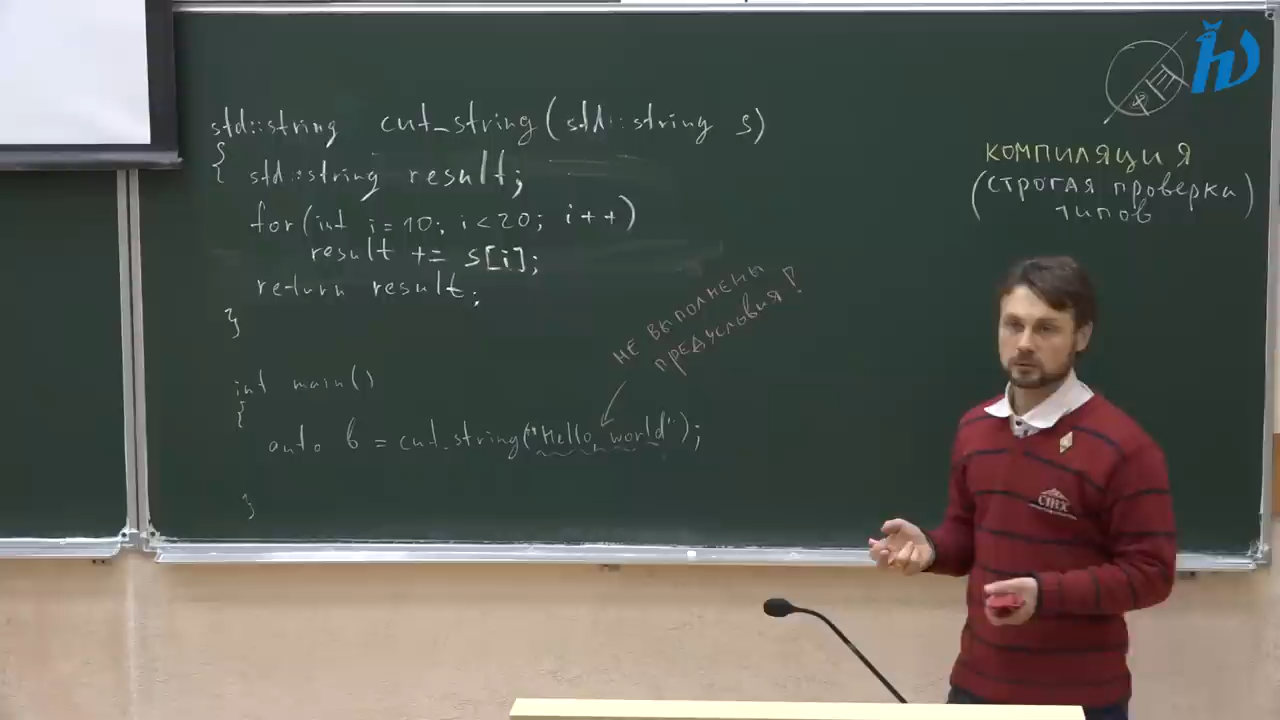 std::string cut_string(std::string s)
{ std::string result;
for(int i=10; i<20; i++)
result += s[i];
return result;
}
int main()
{
auto b = cut_string("Hello, world");
}
НЕ ВЫПОЛНЕНЫ
ПРЕДУСЛОВИЯ!
КОМПИЛЯЦИЯ
(СТРОГАЯ ПРОВЕРКА
ТИПОВ)